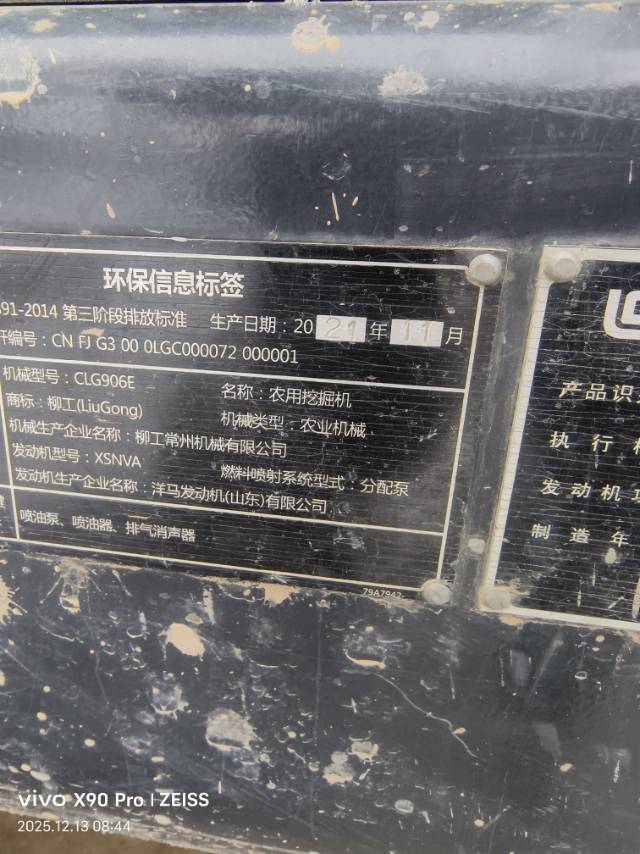 环保信息标签
891-2014 第三阶段排放标准 生产日期：2021年11月
开编号：CN FJ G3 00 0LGC000072 000001
机械型号：CLG906E 名称：农用挖掘机
商标：柳工(LiuGong) 机械类型：农业机械
机械生产企业名称：柳工常州机械有限公司
发动机型号：XSNVA 燃料喷射系统型式：分配泵
发动机生产企业名称：洋马发动机(山东)有限公司
喷油泵、喷油器、排气消声器
79A7942
产品识
执行
发动机
制造年
vivo X90 Pro | ZEISS
2025.12.13 08:44